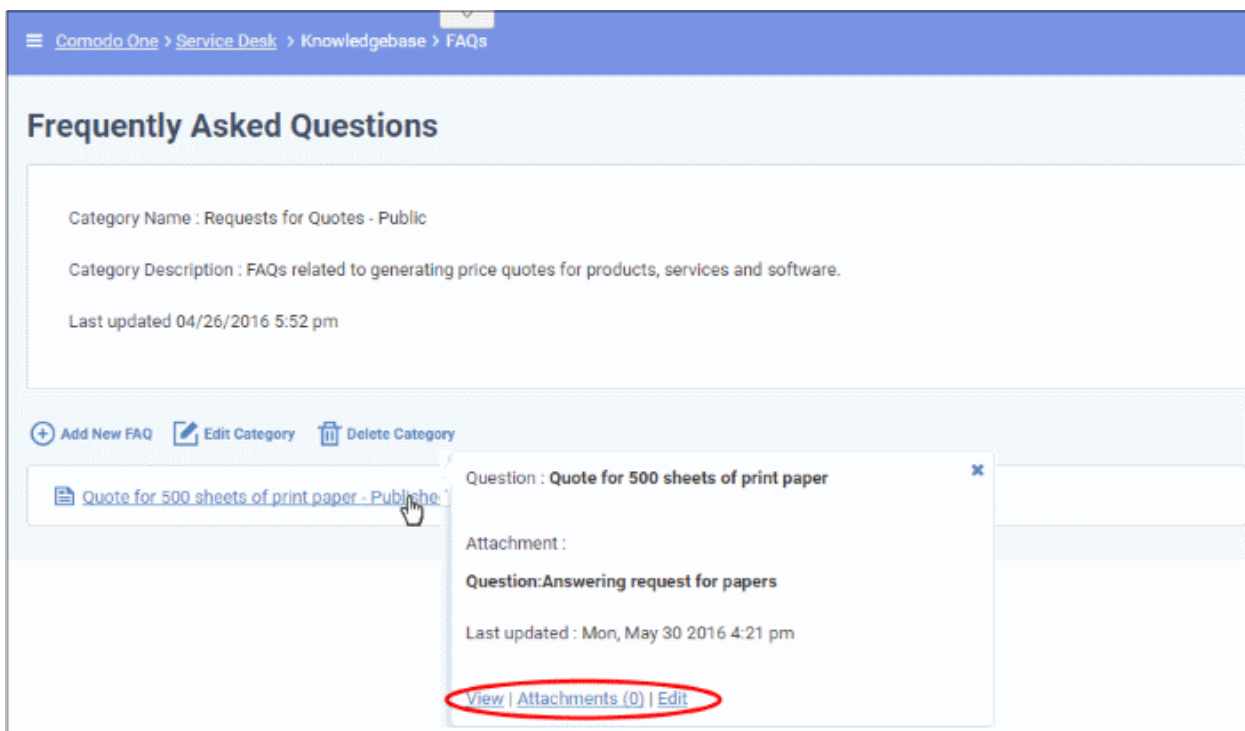 Comodo One > Service Desk > Knowledgebase > FAQs
Frequently Asked Questions
Category Name : Requests for Quotes - Public
Category Description : FAQs related to generating price quotes for products, services and software.
Last updated 04/26/2016 5:52 pm
Add New FAQ Edit Category Delete Category
Quote for 500 sheets of print paper - Publishe
Question : Quote for 500 sheets of print paper
Attachment :
Question:Answering request for papers
Last updated : Mon, May 30 2016 4:21 pm
View | Attachments (0) | Edit